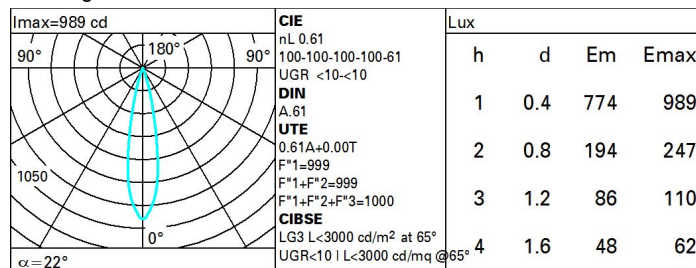 Imax=989 cd
90°
180°
90°
1050
0°
α=22°
CIE
nL 0.61
100-100-100-100-61
UGR <10-<10
DIN
A.61
UTE
0.61A+0.00T
F"1=999
F"1+F"2=999
F"1+F"2+F"3=1000
CIBSE
LG3 L<3000 cd/m² at 65°
UGR<10 | L<3000 cd/mq @65°
Lux
h d Em Emax
1 0.4 774 989
2 0.8 194 247
3 1.2 86 110
4 1.6 48 62